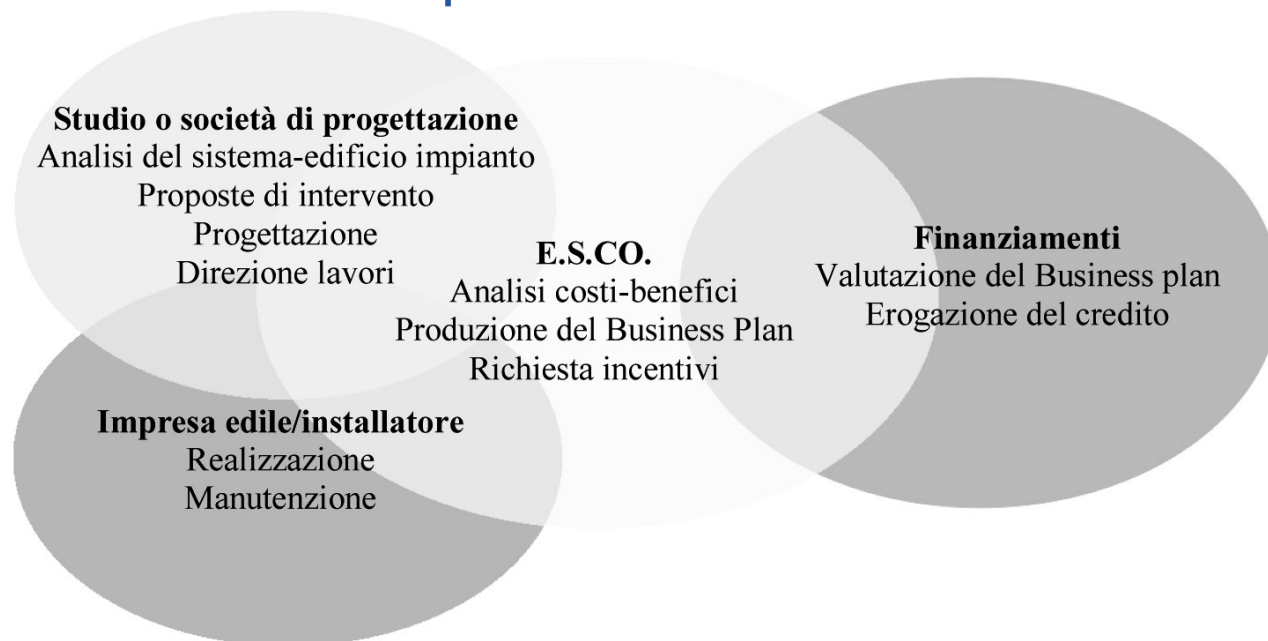 Studio o società di progettazione
Analisi del sistema-edificio impianto
Proposte di intervento
Progettazione
Direzione lavori
E.S.CO.
Analisi costi-benefici
Produzione del Business Plan
Richiesta incentivi
Finanziamenti
Valutazione del Business plan
Erogazione del credito
Impresa edile/installatore
Realizzazione
Manutenzione